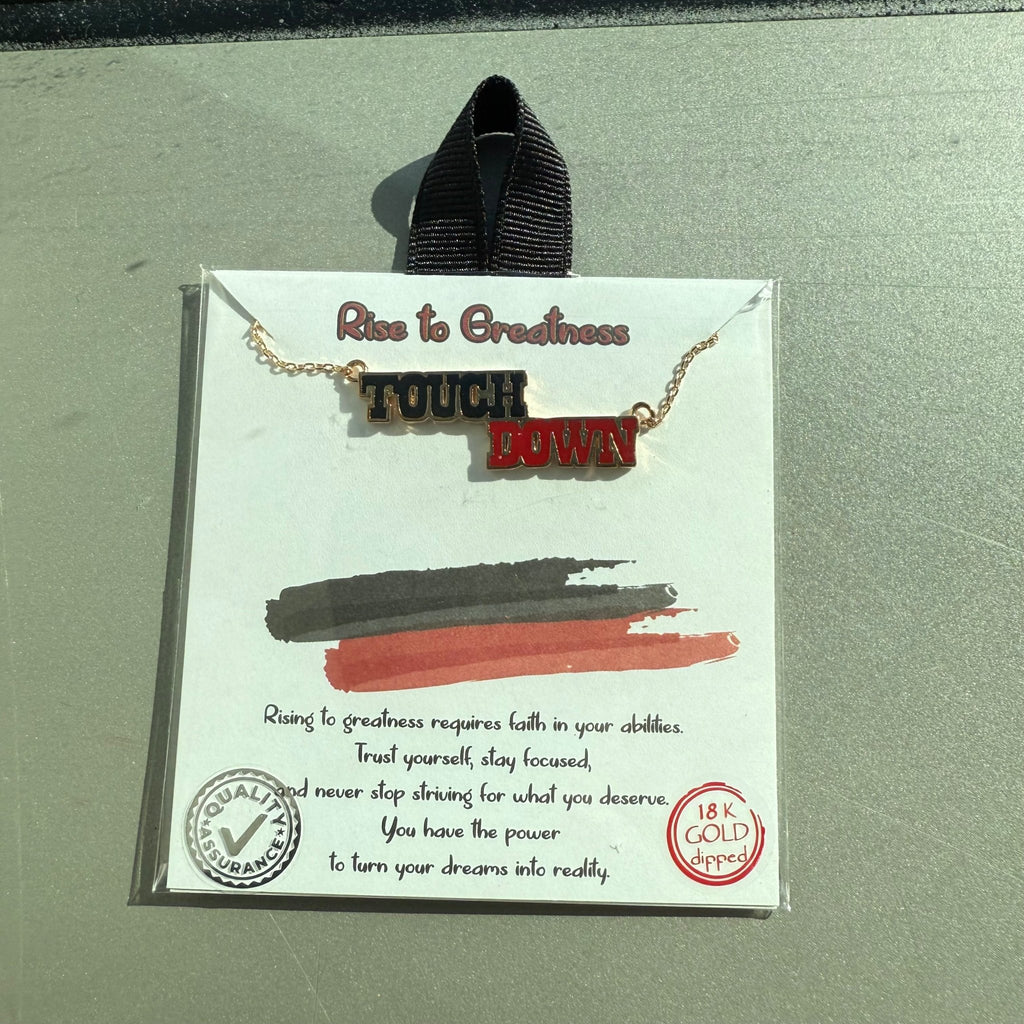 Rise to Greatness
TOUCH
DOWN
Rising to greatness requires faith in your abilities.
Trust yourself, stay focused,
and never stop striving for what you deserve.
You have the power
to turn your dreams into reality.
QUALITY
ASSURANCE
18 K
GOLD
dipped